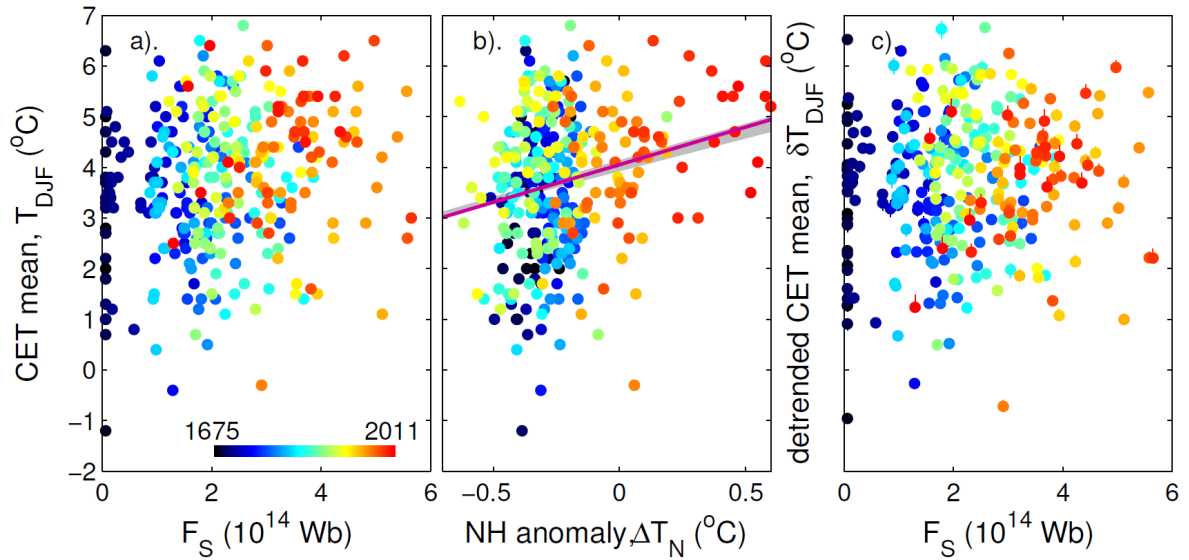 a).
b).
c).
7
6
5
4
3
2
1
0
−1
−2
CET mean, T_DJF (°C)
1675
2011
0
2
4
6
F_S (10^14 Wb)
−0.5
0
0.5
NH anomaly,ΔT_N (°C)
detrended CET mean, δT_DJF (°C)
0
2
4
6
F_S (10^14 Wb)